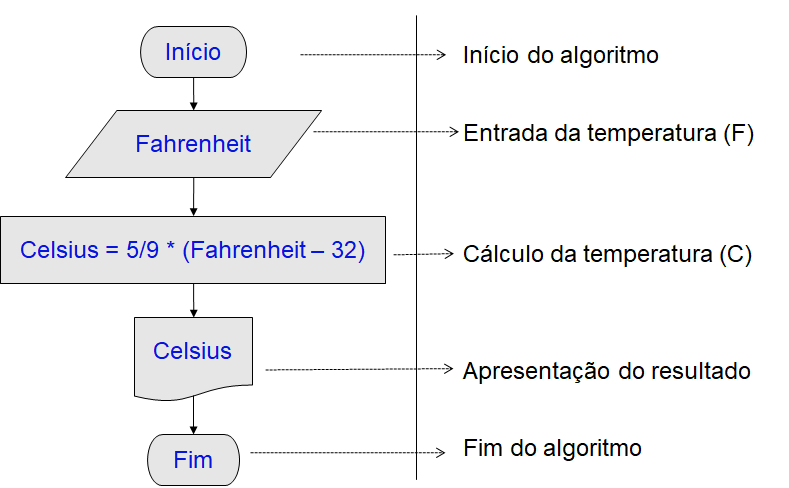 Início
Início do algoritmo
Fahrenheit
Entrada da temperatura (F)
Celsius = 5/9 * (Fahrenheit – 32)
Cálculo da temperatura (C)
Celsius
Apresentação do resultado
Fim
Fim do algoritmo